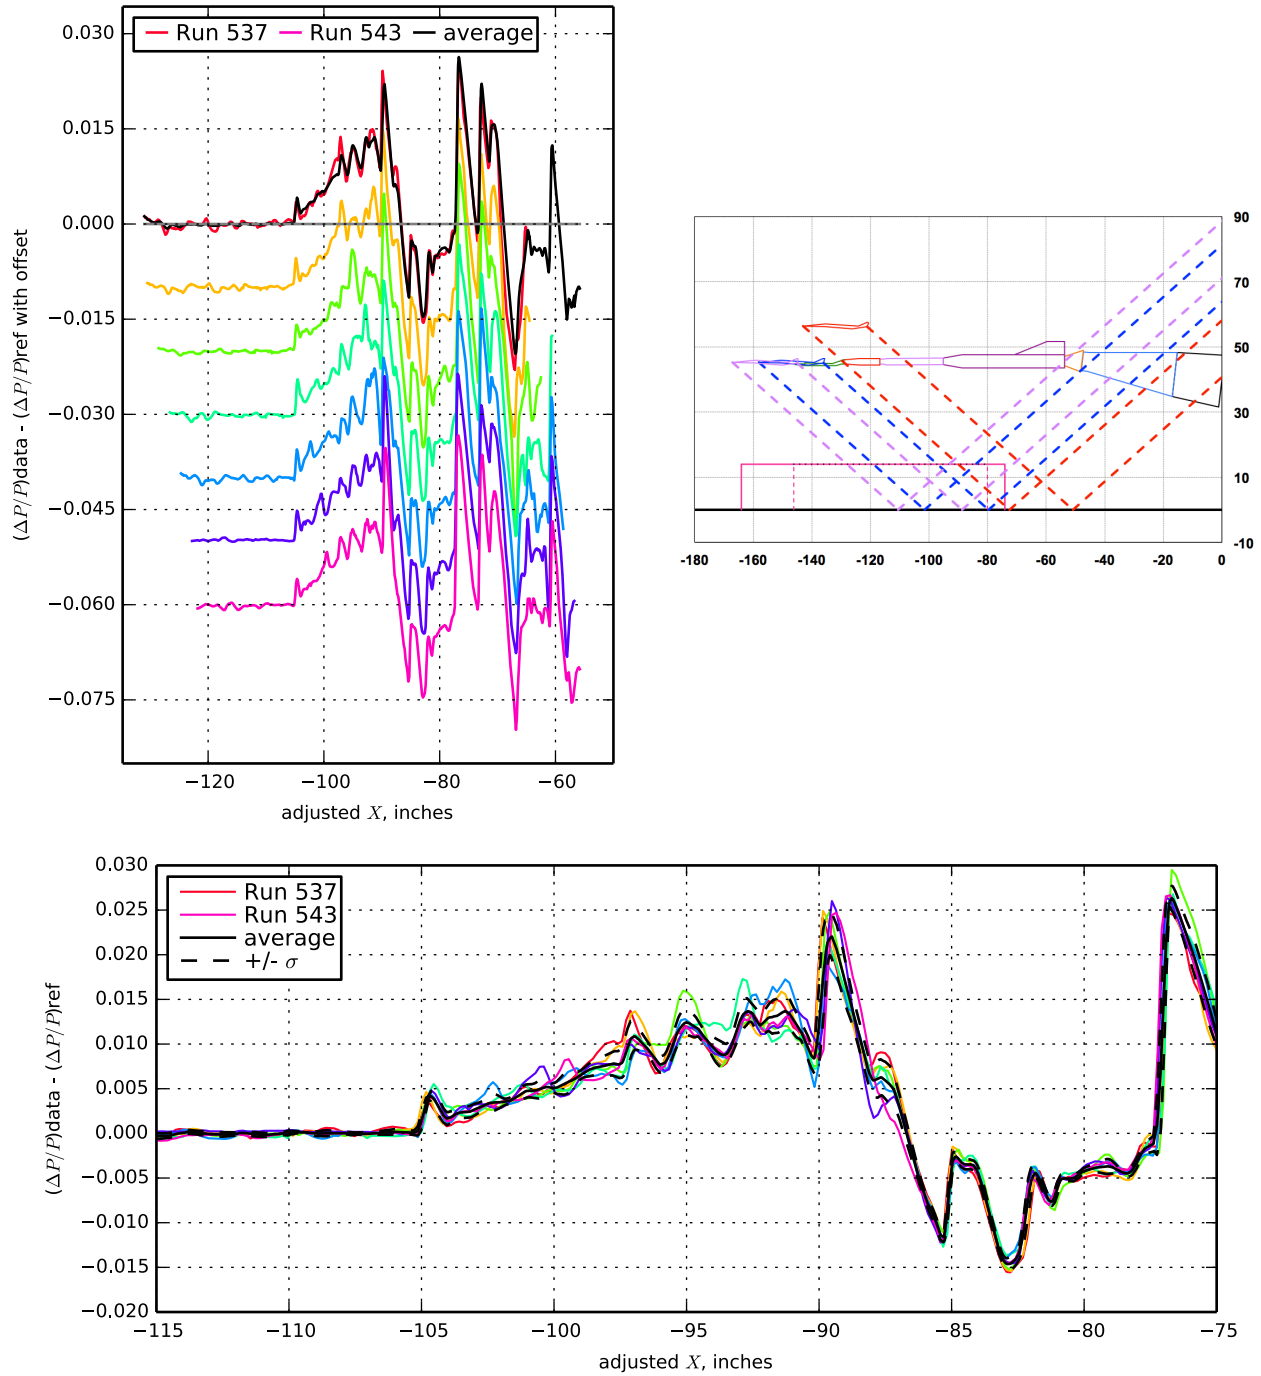 0.030
0.015
0.000
−0.015
−0.030
−0.045
−0.060
−0.075
(ΔP/P)data - (ΔP/P)ref with offset
Run 537 Run 543 average
−120 −100 −80 −60
adjusted X, inches
90
70
50
30
10
-10
-180 -160 -140 -120 -100 -80 -60 -40 -20 0
0.030
0.025
0.020
0.015
0.010
0.005
0.000
−0.005
−0.010
−0.015
−0.020
(ΔP/P)data - (ΔP/P)ref
Run 537
Run 543
average
+/- σ
−115 −110 −105 −100 −95 −90 −85 −80 −75
adjusted X, inches